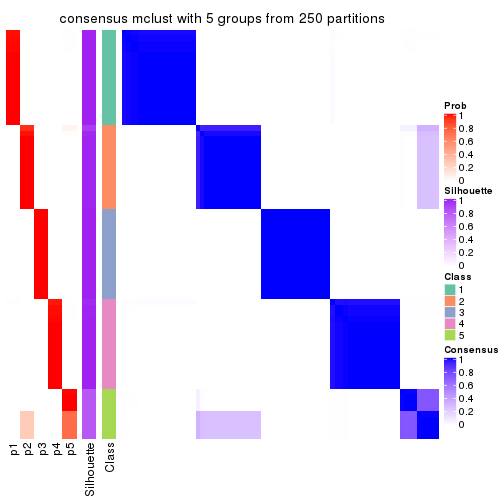 consensus mclust with 5 groups from 250 partitions
Prob
1
0.8
0.6
0.4
0.2
0
Silhouette
1
0.8
0.6
0.4
0.2
0
Class
1
2
3
4
5
Consensus
1
0.8
0.6
0.4
0.2
0
p1
p2
p3
p4
p5
Silhouette
Class